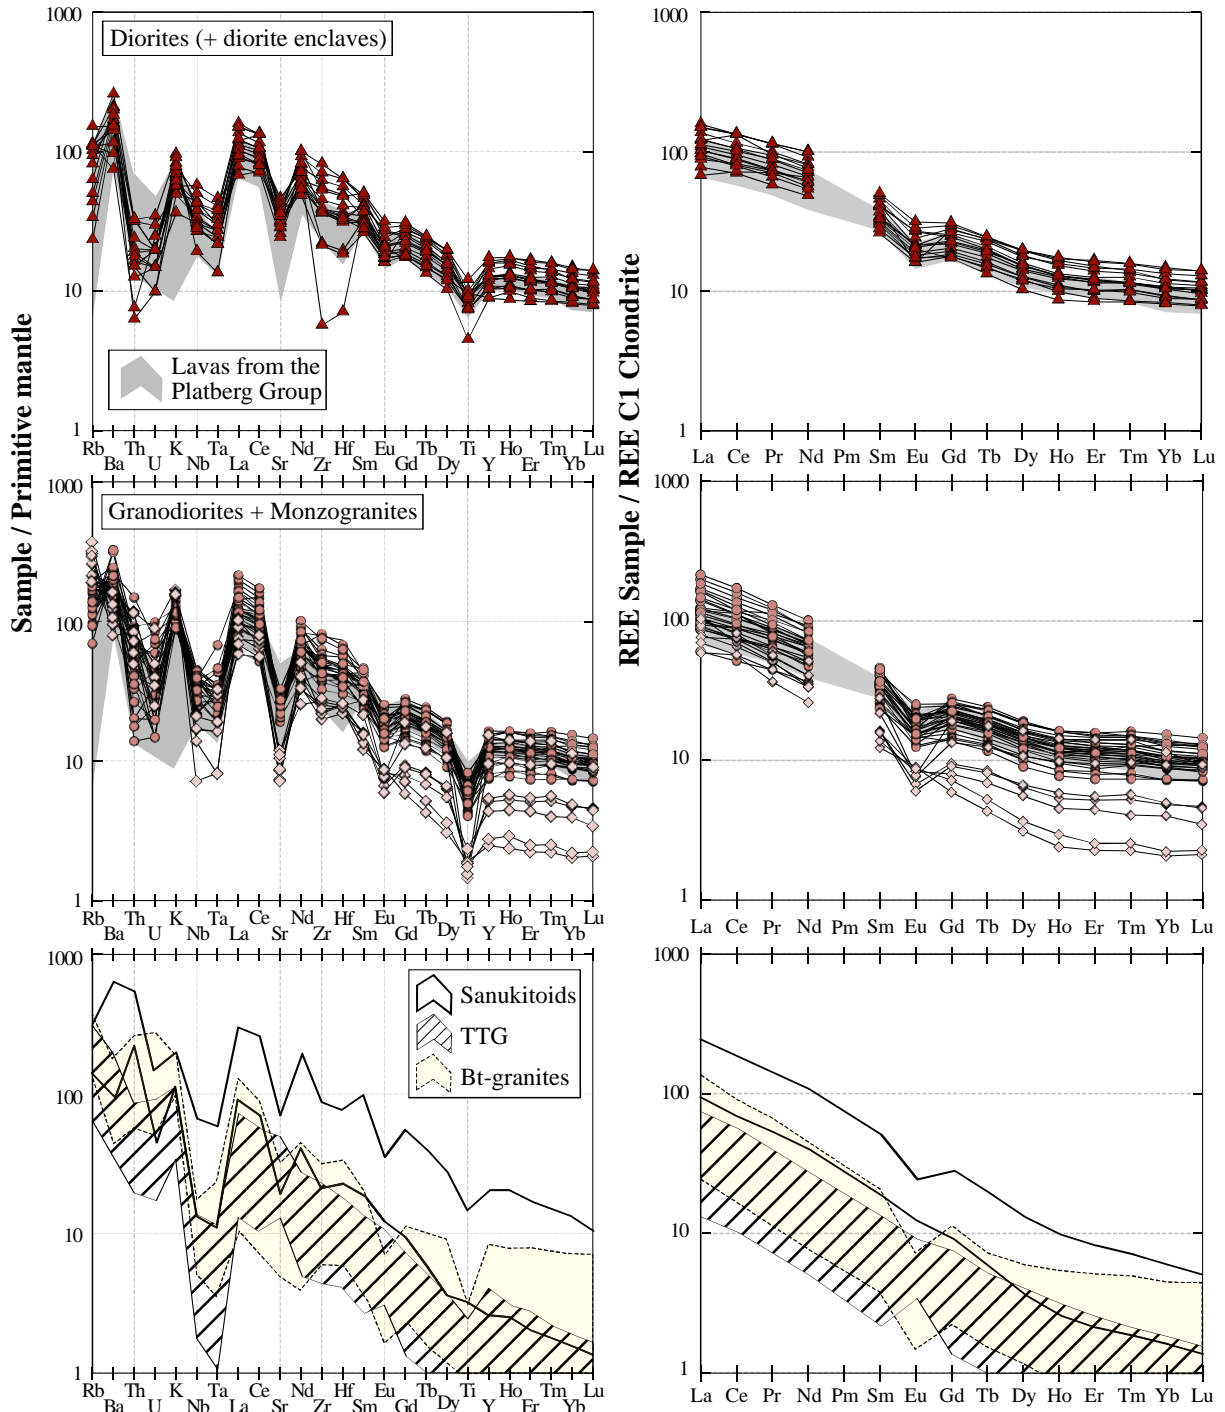 Sample / Primitive mantle
REE Sample / REE C1 Chondrite
1000
100
10
1
Diorites (+ diorite enclaves)
Lavas from the
Platberg Group
Rb Th K Ta Ce Nd Hf Eu Tb Ti Ho Tm Lu
Ba U Nb La Sr Zr Sm Gd Dy Y Er Yb
1000
100
10
1
La Ce Pr Nd Pm Sm Eu Gd Tb Dy Ho Er Tm Yb Lu
1000
100
10
1
Granodiorites + Monzogranites
Rb Th K Ta Ce Nd Hf Eu Tb Ti Ho Tm Lu
Ba U Nb La Sr Zr Sm Gd Dy Y Er Yb
1000
100
10
1
La Ce Pr Nd Pm Sm Eu Gd Tb Dy Ho Er Tm Yb Lu
1000
100
10
1
Sanukitoids
TTG
Bt-granites
Rb Th K Ta Ce Nd Hf Eu Tb Ti Ho Tm Lu
Ba U Nb La Sr Zr Sm Gd Dy Y Er Yb
1000
100
10
1
La Ce Pr Nd Pm Sm Eu Gd Tb Dy Ho Er Tm Yb Lu